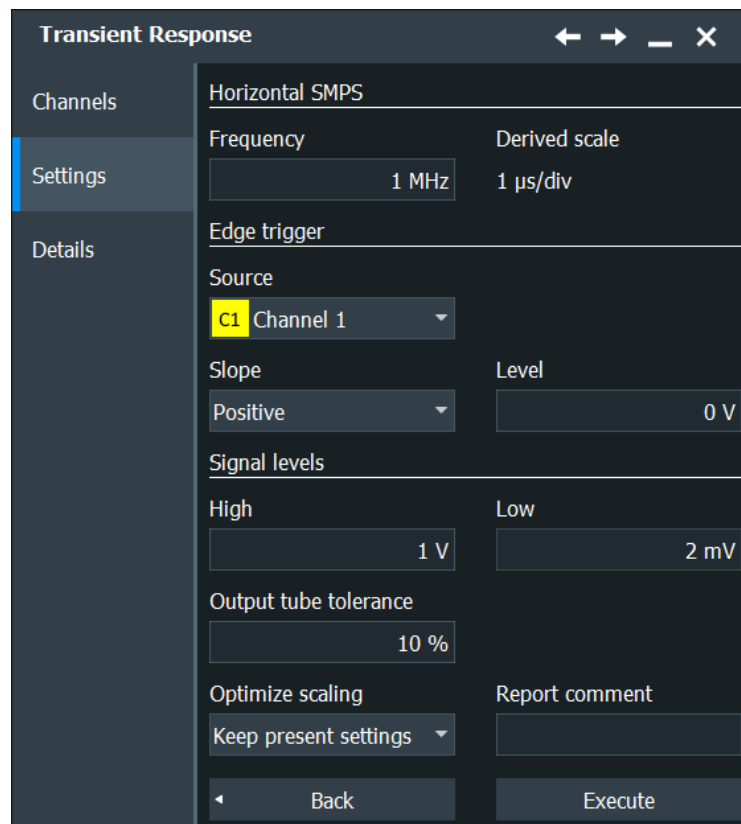 Transient Response
Channels
Settings
Details
Horizontal SMPS
Frequency
Derived scale
1 MHz
1 µs/div
Edge trigger
Source
C1 Channel 1
Slope
Level
Positive
0 V
Signal levels
High
Low
1 V
2 mV
Output tube tolerance
10 %
Optimize scaling
Report comment
Keep present settings
Back
Execute